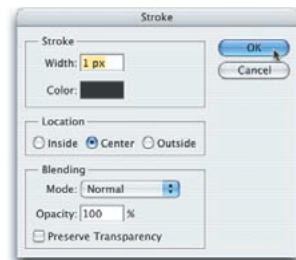 Stroke
Stroke
Width: 1 px
Color:
OK
Cancel
Location
Inside Center Outside
Blending
Mode: Normal
Opacity: 100 %
Preserve Transparency